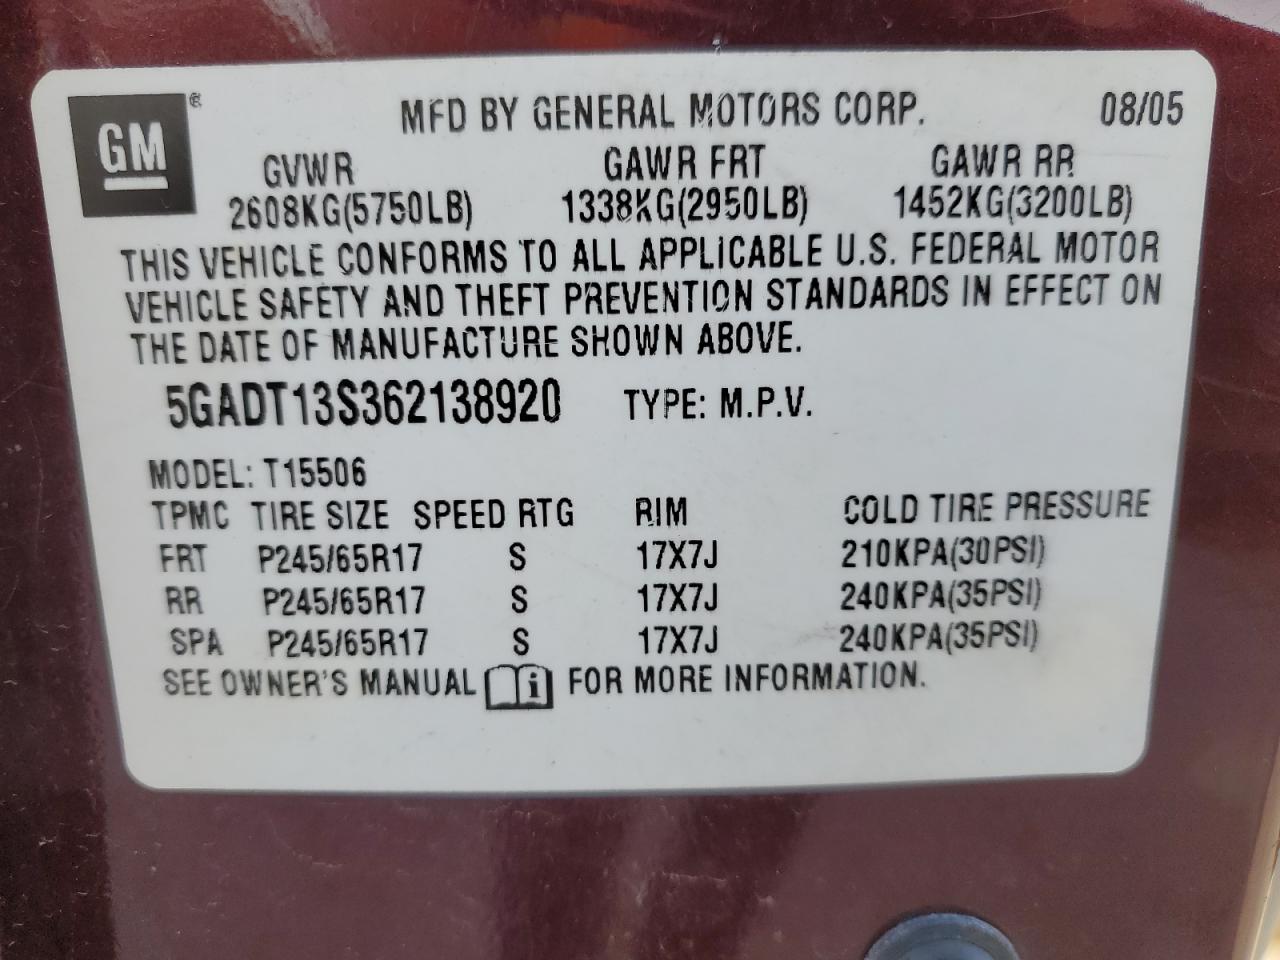 GM ®
MFD BY GENERAL MOTORS CORP. 08/05
GVWR GAWR FRT GAWR RR
2608KG(5750LB) 1338KG(2950LB) 1452KG(3200LB)
THIS VEHICLE CONFORMS TO ALL APPLICABLE U.S. FEDERAL MOTOR
VEHICLE SAFETY AND THEFT PREVENTION STANDARDS IN EFFECT ON
THE DATE OF MANUFACTURE SHOWN ABOVE.
5GADT13S362138920 TYPE: M.P.V.
MODEL: T15506
TPMC TIRE SIZE SPEED RTG RIM COLD TIRE PRESSURE
FRT P245/65R17 S 17X7J 210KPA(30PSI)
RR P245/65R17 S 17X7J 240KPA(35PSI)
SPA P245/65R17 S 17X7J 240KPA(35PSI)
SEE OWNER'S MANUAL i FOR MORE INFORMATION.